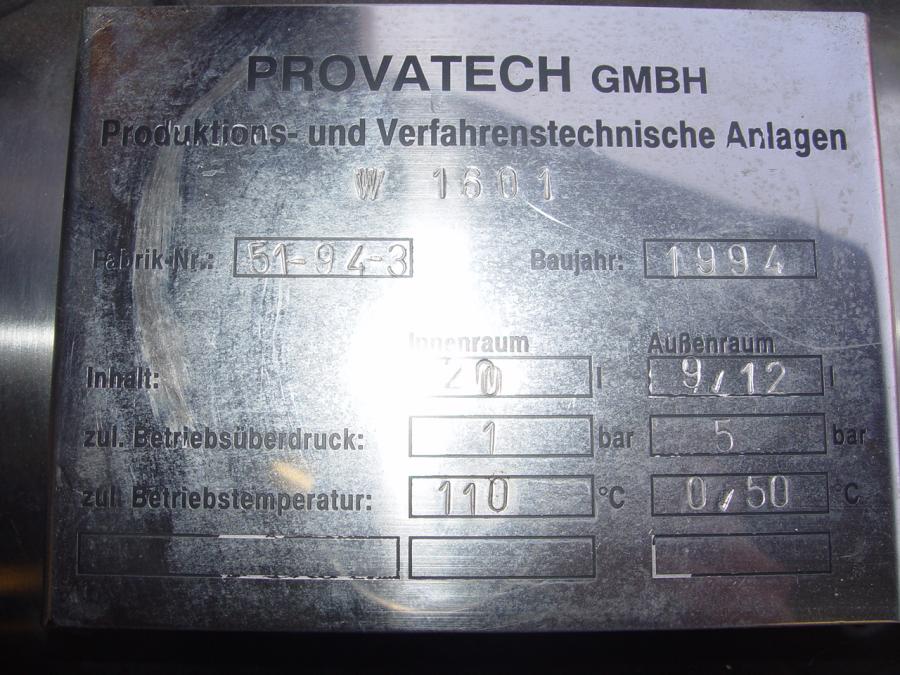 PROVATECH GMBH
Produktions- und Verfahrenstechnische Anlagen
W 1601
Fabrik-Nr.: 51-94-3 Baujahr: 1994
Innenraum Außenraum
Inhalt: 20 l 9/12 l
zul. Betriebsüberdruck: 1 bar 5 bar
zul. Betriebstemperatur: 110 °C 0/50 °C